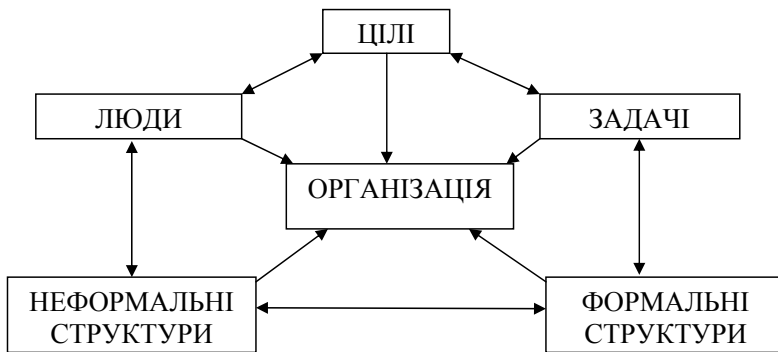 ЦІЛІ
ЛЮДИ
ЗАДАЧІ
ОРГАНІЗАЦІЯ
НЕФОРМАЛЬНІ
СТРУКТУРИ
ФОРМАЛЬНІ
СТРУКТУРИ